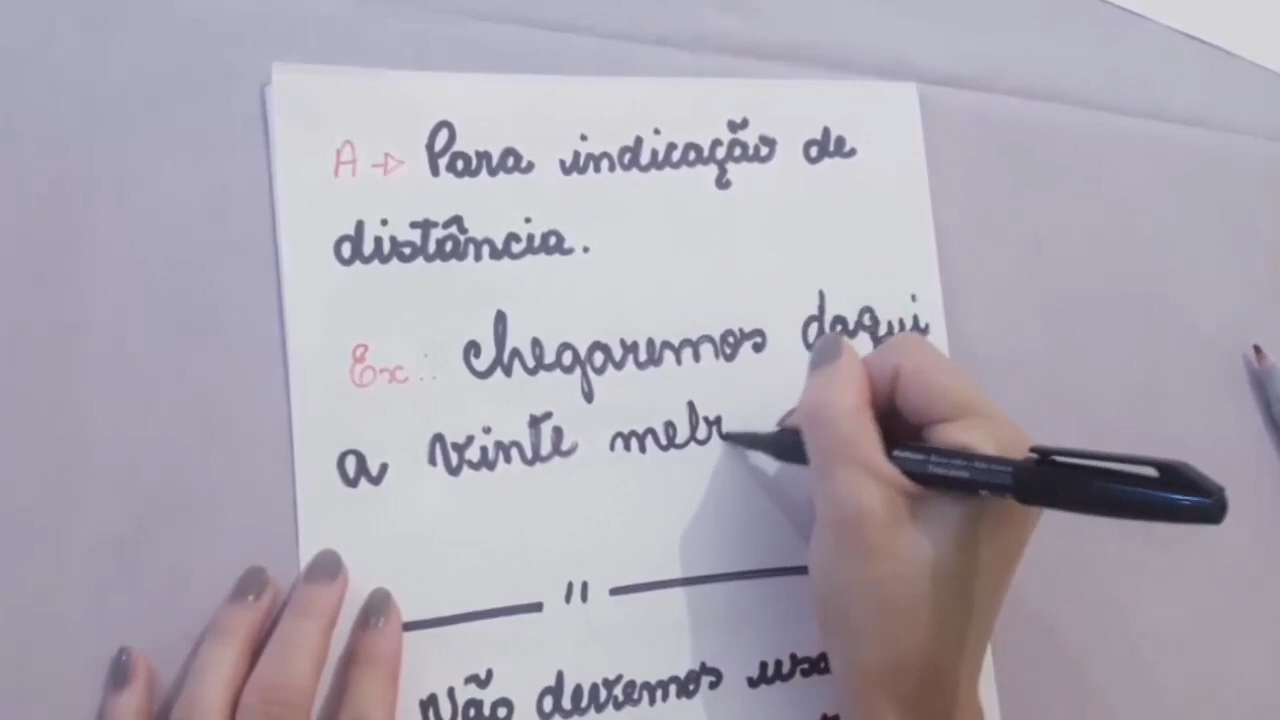 A → Para indicação de
distância.
Ex.: chegaremos daqui
a vinte metr
"
Não devemos usa